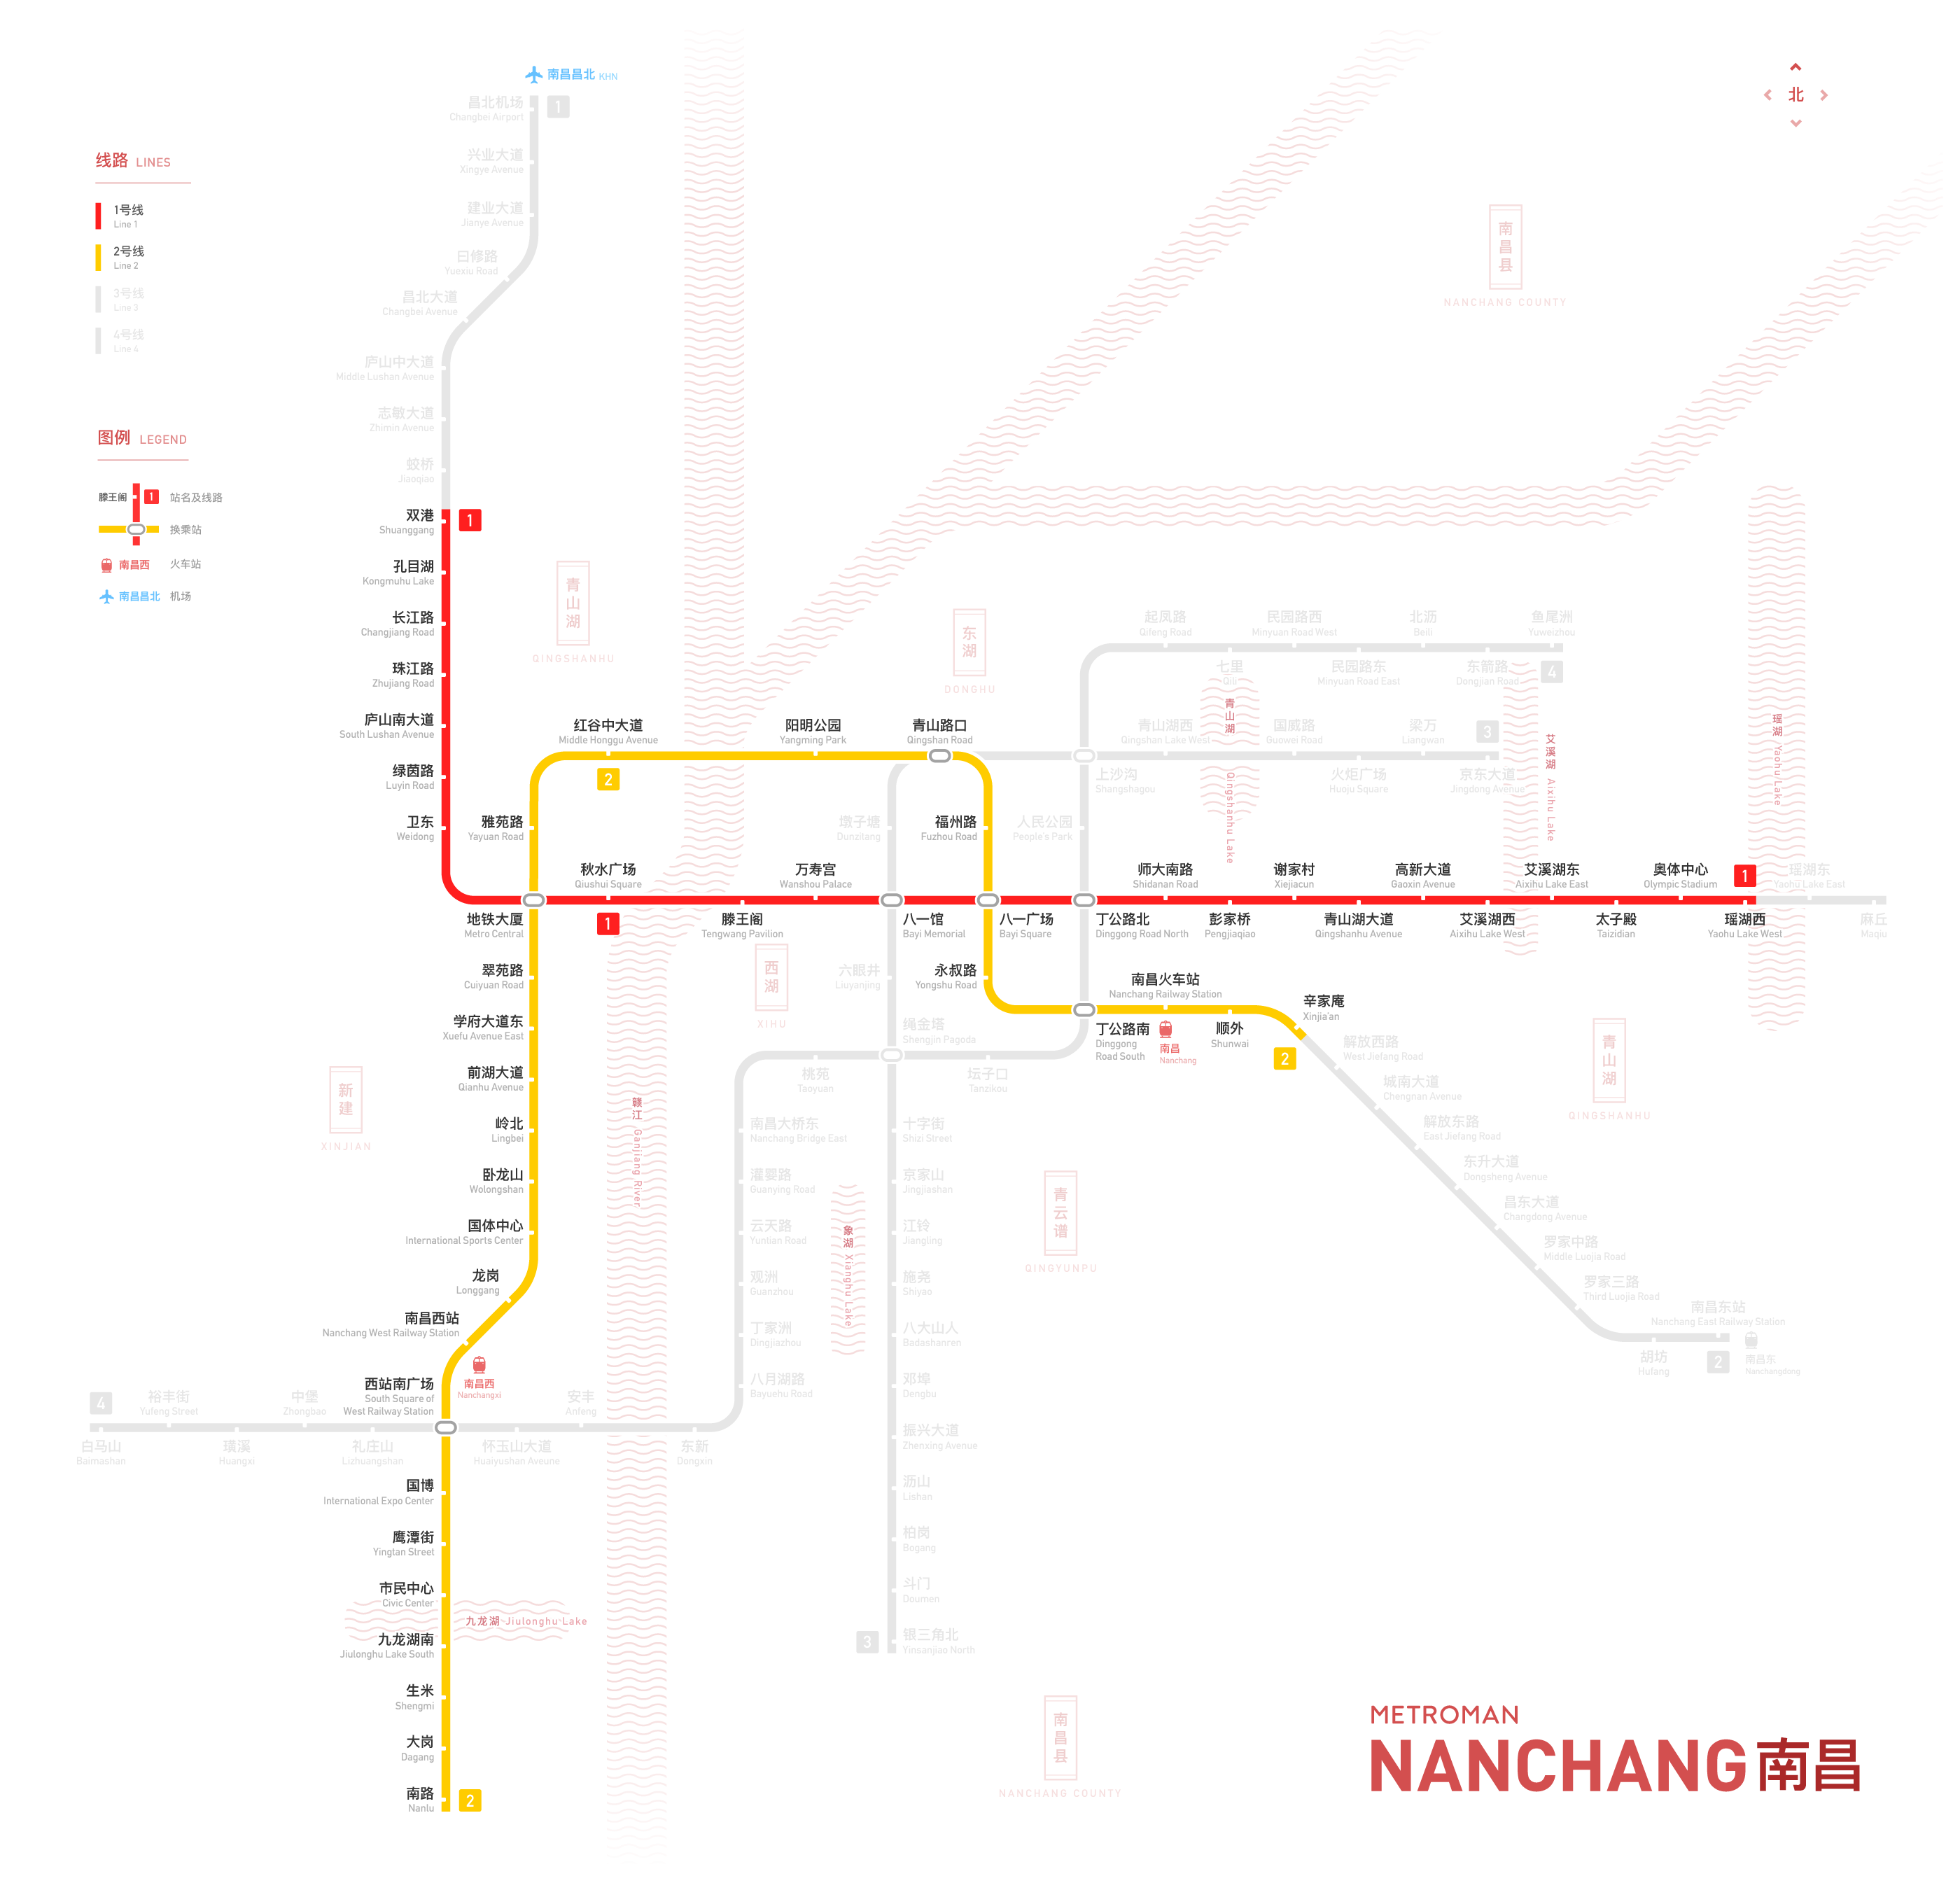 南昌昌北 KHN
昌北机场
Changbei Airport
1
兴业大道
Xingye Avenue
建业大道
Jianye Avenue
曰修路
Yuexiu Road
昌北大道
Changbei Avenue
庐山中大道
Middle Lushan Avenue
志敏大道
Zhimin Avenue
蛟桥
Jiaoqiao
北
线路 LINES
1号线
Line 1
2号线
Line 2
3号线
Line 3
4号线
Line 4
图例 LEGEND
滕王阁 1 站名及线路
换乘站
南昌西 火车站
南昌昌北 机场
南昌县
NANCHANG COUNTY
双港
Shuanggang
1
孔目湖
Kongmuhu Lake
长江路
Changjiang Road
珠江路
Zhujiang Road
庐山南大道
South Lushan Avenue
绿茵路
Luyin Road
卫东
Weidong
青山湖
QINGSHANHU
东湖
DONGHU
起凤路
Qifeng Road
民园路西
Minyuan Road West
北沥
Beili
鱼尾洲
Yuweizhou
七里
Qili
民园路东
Minyuan Road East
东箭路
Dongjian Road
4
红谷中大道
Middle Honggu Avenue
2
阳明公园
Yangming Park
青山路口
Qingshan Road
青山湖西
Qingshan Lake West
国威路
Guowei Road
梁万
Liangwan
3
上沙沟
Shangshagou
火炬广场
Huoju Square
京东大道
Jingdong Avenue
青山湖 Qingshanhu Lake
艾溪湖 Aixihu Lake
瑶湖 Yaohu Lake
雅苑路
Yayuan Road
墩子塘
Dunzitang
福州路
Fuzhou Road
人民公园
People's Park
秋水广场
Qiushui Square
1
万寿宫
Wanshou Palace
师大南路
Shidanan Road
谢家村
Xiejiacun
高新大道
Gaoxin Avenue
艾溪湖东
Aixihu Lake East
奥体中心
Olympic Stadium
1
瑶湖东
Yaohu Lake East
地铁大厦
Metro Central
滕王阁
Tengwang Pavilion
八一馆
Bayi Memorial
八一广场
Bayi Square
丁公路北
Dinggong Road North
彭家桥
Pengjiaqiao
青山湖大道
Qingshanhu Avenue
艾溪湖西
Aixihu Lake West
太子殿
Taizidian
瑶湖西
Yaohu Lake West
麻丘
Maqiu
西湖
XIHU
翠苑路
Cuiyuan Road
学府大道东
Xuefu Avenue East
前湖大道
Qianhu Avenue
岭北
Lingbei
卧龙山
Wolongshan
国体中心
International Sports Center
龙岗
Longgang
南昌西站
Nanchang West Railway Station
南昌西
Nanchangxi
西站南广场
South Square of
West Railway Station
新建
XINJIAN
赣江 Ganjiang River
六眼井
Liuyanjing
永叔路
Yongshu Road
绳金塔
Shengjin Pagoda
南昌火车站
Nanchang Railway Station
丁公路南
Dinggong
Road South
南昌
Nanchang
顺外
Shunwai
辛家庵
Xinjia'an
2
解放西路
West Jiefang Road
城南大道
Chengnan Avenue
解放东路
East Jiefang Road
东升大道
Dongsheng Avenue
昌东大道
Changdong Avenue
罗家中路
Middle Luojia Road
罗家三路
Third Luojia Road
南昌东站
Nanchang East Railway Station
胡坊
Hufang
2
南昌东
Nanchangdong
青山湖
QINGSHANHU
桃苑
Taoyuan
坛子口
Tanzikou
南昌大桥东
Nanchang Bridge East
灌婴路
Guanying Road
云天路
Yuntian Road
观洲
Guanzhou
丁家洲
Dingjiazhou
八月湖路
Bayuehu Road
象湖 Xianghu Lake
十字街
Shizi Street
京家山
Jingjiashan
江铃
Jiangling
施尧
Shiyao
八大山人
Badashanren
邓埠
Dengbu
振兴大道
Zhenxing Avenue
沥山
Lishan
柏岗
Bogang
斗门
Doumen
银三角北
Yinsanjiao North
3
青云谱
QINGYUNPU
4
裕丰街
Yufeng Street
中堡
Zhongbao
安丰
Anfeng
白马山
Baimashan
璜溪
Huangxi
礼庄山
Lizhuangshan
怀玉山大道
Huaiyushan Aveune
东新
Dongxin
国博
International Expo Center
鹰潭街
Yingtan Street
市民中心
Civic Center
九龙湖 Jiulonghu Lake
九龙湖南
Jiulonghu Lake South
生米
Shengmi
大岗
Dagang
南路
Nanlu
2
南昌县
NANCHANG COUNTY
METROMAN
NANCHANG南昌